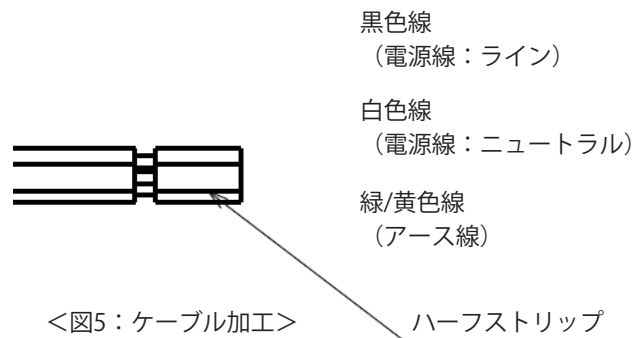 黒色線
（電源線：ライン）
白色線
（電源線：ニュートラル）
緑/黄色線
（アース線）
＜図5：ケーブル加工＞
ハーフストリップ